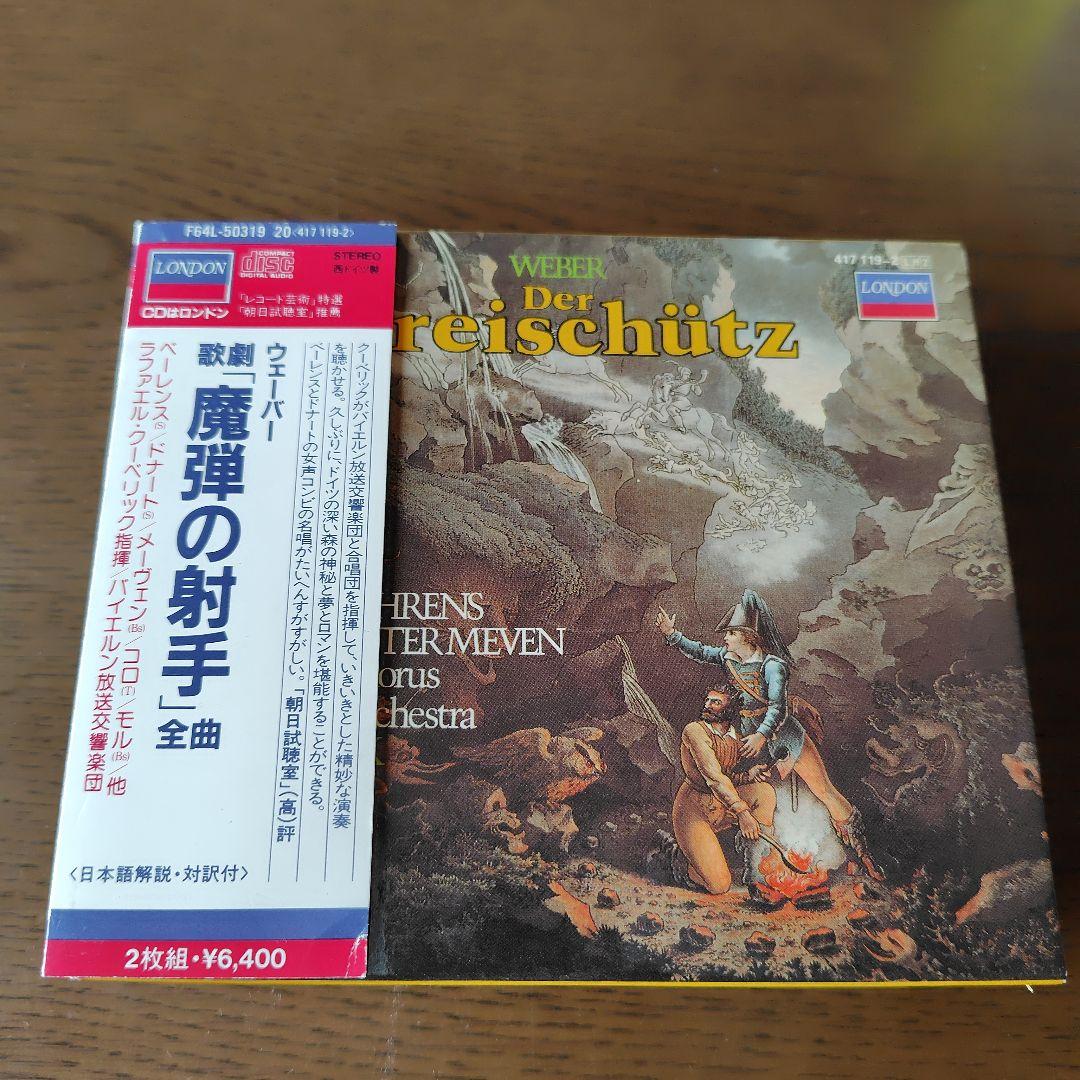 F64L-50319 20<417 119-2>
LONDON
COMPACT
disc
DIGITAL AUDIO
STEREO
西ドイツ製
CDはロンドン
「レコード芸術」特選
「朝日試聴室」推薦
ウェーバー
歌劇「魔弾の射手」全曲
ベーレンス(S)/ドナート(S)/メーヴェン(Bs)/コロ(T)/モル(Bs)/他
ラファエル・クーベリック指揮/バイエルン放送交響楽団
クーベリックがバイエルン放送交響楽団と合唱団を指揮して、いきいきとした精妙な演奏
を聴かせる。久しぶりに、ドイツの深い森の神秘と夢とロマンを堪能することができる。
ベーレンスとドナートの女声コンビの名唱がたいへんすがすがしい。「朝日試聴室」(高)評
<日本語解説・対訳付>
2枚組・¥6,400
WEBER
Der
reischütz
417 119-2
LONDON
HRENS
TER MEVEN
orus
chestra